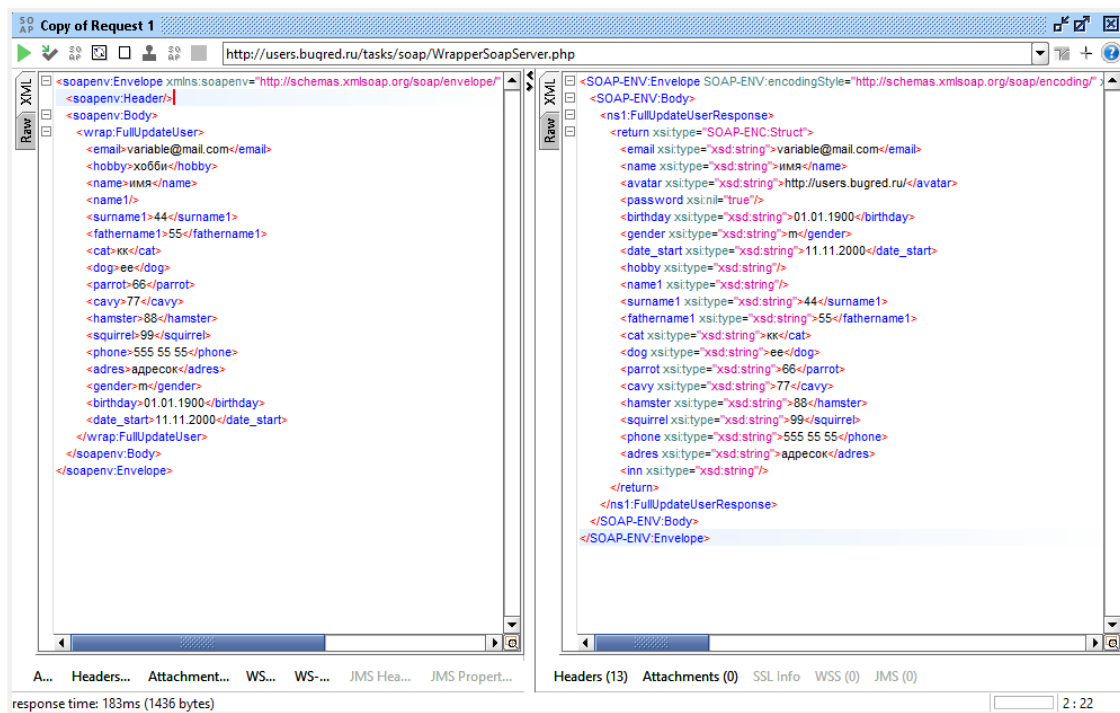 SO AP Copy of Request 1
http://users.bugred.ru/tasks/soap/WrapperSoapServer.php
XML
Raw
<soapenv:Envelope xmlns:soapenv="http://schemas.xmlsoap.org/soap/envelope/"
<soapenv:Header/>
<soapenv:Body>
<wrap:FullUpdateUser>
<email>variable@mail.com</email>
<hobby>хобби</hobby>
<name>имя</name>
<name1/>
<surname1>44</surname1>
<fathername1>55</fathername1>
<cat>кк</cat>
<dog>ее</dog>
<parrot>66</parrot>
<cavy>77</cavy>
<hamster>88</hamster>
<squirrel>99</squirrel>
<phone>555 55 55</phone>
<adres>адресок</adres>
<gender>m</gender>
<birthday>01.01.1900</birthday>
<date_start>11.11.2000</date_start>
</wrap:FullUpdateUser>
</soapenv:Body>
</soapenv:Envelope>
A... Headers... Attachment... WS... WS-... JMS Hea... JMS Propert...
XML
Raw
<SOAP-ENV:Envelope SOAP-ENV:encodingStyle="http://schemas.xmlsoap.org/soap/encoding/"
<SOAP-ENV:Body>
<ns1:FullUpdateUserResponse>
<return xsi:type="SOAP-ENC:Struct">
<email xsi:type="xsd:string">variable@mail.com</email>
<name xsi:type="xsd:string">имя</name>
<avatar xsi:type="xsd:string">http://users.bugred.ru/</avatar>
<password xsi:nil="true"/>
<birthday xsi:type="xsd:string">01.01.1900</birthday>
<gender xsi:type="xsd:string">m</gender>
<date_start xsi:type="xsd:string">11.11.2000</date_start>
<hobby xsi:type="xsd:string"/>
<name1 xsi:type="xsd:string"/>
<surname1 xsi:type="xsd:string">44</surname1>
<fathername1 xsi:type="xsd:string">55</fathername1>
<cat xsi:type="xsd:string">кк</cat>
<dog xsi:type="xsd:string">ее</dog>
<parrot xsi:type="xsd:string">66</parrot>
<cavy xsi:type="xsd:string">77</cavy>
<hamster xsi:type="xsd:string">88</hamster>
<squirrel xsi:type="xsd:string">99</squirrel>
<phone xsi:type="xsd:string">555 55 55</phone>
<adres xsi:type="xsd:string">адресок</adres>
<inn xsi:type="xsd:string"/>
</return>
</ns1:FullUpdateUserResponse>
</SOAP-ENV:Body>
</SOAP-ENV:Envelope>
Headers (13) Attachments (0) SSL Info WSS (0) JMS (0)
response time: 183ms (1436 bytes)
2 : 22